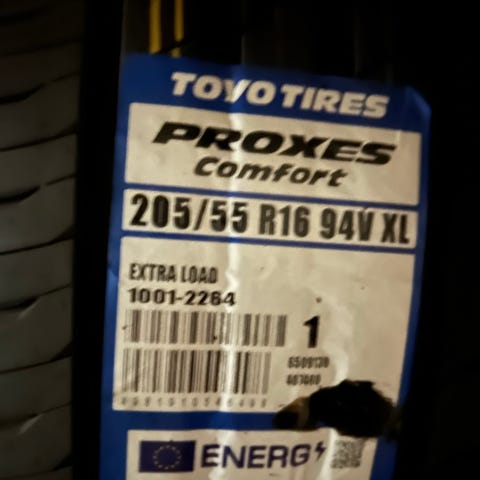 TOYO TIRES
PROXES
Comfort
205/55 R16 94V XL
EXTRA LOAD
1001-2264
1
ENERG